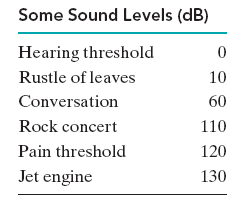 Some Sound Levels (dB)
Hearing threshold 0
Rustle of leaves 10
Conversation 60
Rock concert 110
Pain threshold 120
Jet engine 130